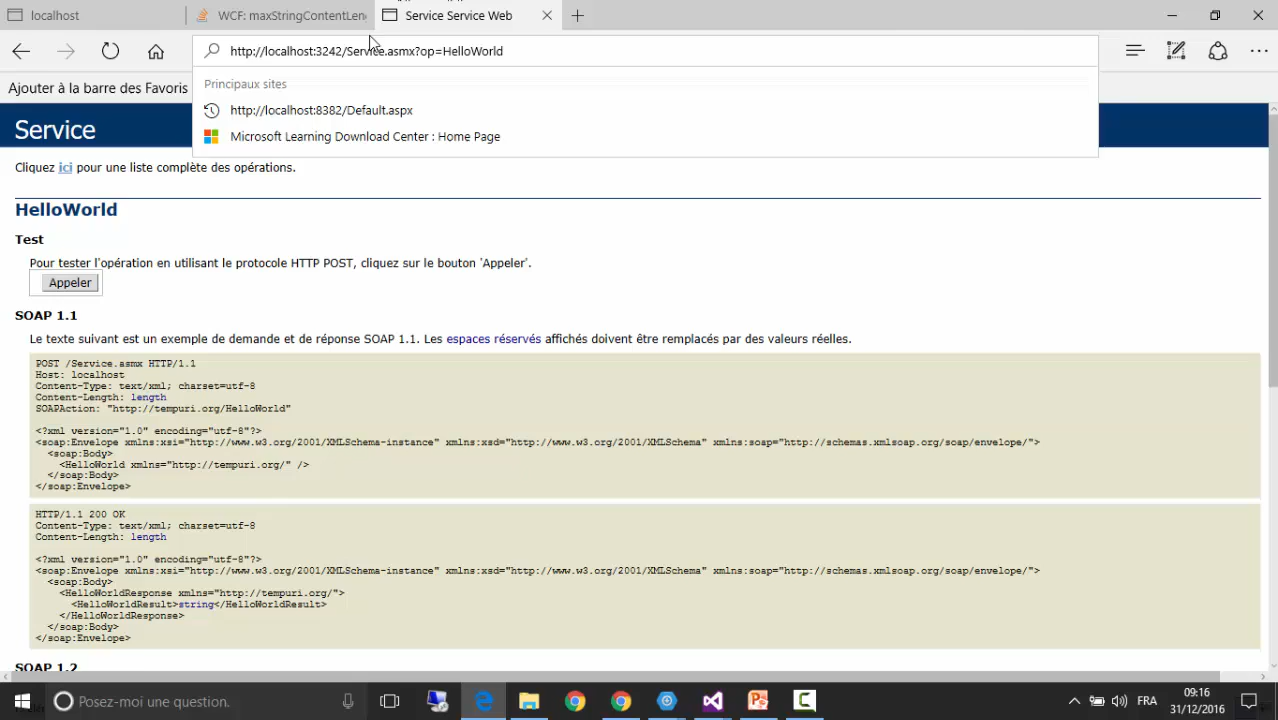 localhost
WCF: maxStringContentLen
Service Service Web
http://localhost:3242/Service.asmx?op=HelloWorld
Principaux sites
http://localhost:8382/Default.aspx
Microsoft Learning Download Center : Home Page
Ajouter à la barre des Favoris
Service
Cliquez ici pour une liste complète des opérations.
HelloWorld
Test
Pour tester l'opération en utilisant le protocole HTTP POST, cliquez sur le bouton 'Appeler'.
Appeler
SOAP 1.1
Le texte suivant est un exemple de demande et de réponse SOAP 1.1. Les espaces réservés affichés doivent être remplacés par des valeurs réelles.
POST /Service.asmx HTTP/1.1
Host: localhost
Content-Type: text/xml; charset=utf-8
Content-Length: length
SOAPAction: "http://tempuri.org/HelloWorld"
<?xml version="1.0" encoding="utf-8"?>
<soap:Envelope xmlns:xsi="http://www.w3.org/2001/XMLSchema-instance" xmlns:xsd="http://www.w3.org/2001/XMLSchema" xmlns:soap="http://schemas.xmlsoap.org/soap/envelope/">
<soap:Body>
<HelloWorld xmlns="http://tempuri.org/" />
</soap:Body>
</soap:Envelope>
HTTP/1.1 200 OK
Content-Type: text/xml; charset=utf-8
Content-Length: length
<?xml version="1.0" encoding="utf-8"?>
<soap:Envelope xmlns:xsi="http://www.w3.org/2001/XMLSchema-instance" xmlns:xsd="http://www.w3.org/2001/XMLSchema" xmlns:soap="http://schemas.xmlsoap.org/soap/envelope/">
<soap:Body>
<HelloWorldResponse xmlns="http://tempuri.org/">
<HelloWorldResult>string</HelloWorldResult>
</HelloWorldResponse>
</soap:Body>
</soap:Envelope>
SOAP 1.2
Posez-moi une question.
FRA
09:16
31/12/2016